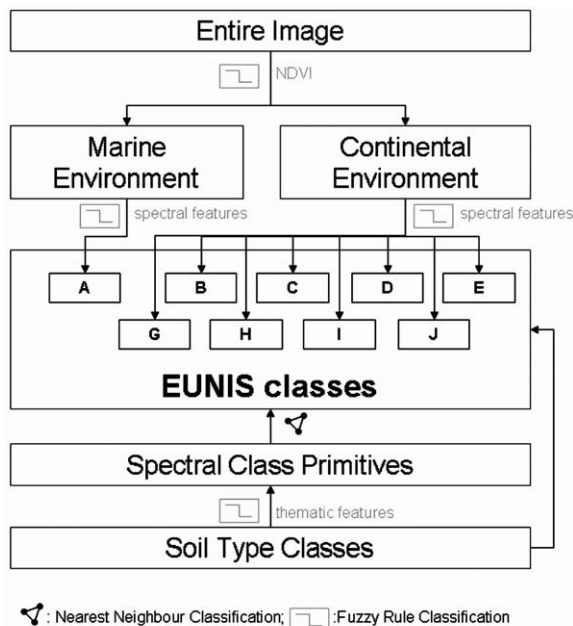 Entire Image
NDVI
Marine
Environment
Continental
Environment
spectral features
spectral features
A
B
C
D
E
G
H
I
J
EUNIS classes
Spectral Class Primitives
thematic features
Soil Type Classes
: Nearest Neighbour Classification; :Fuzzy Rule Classification